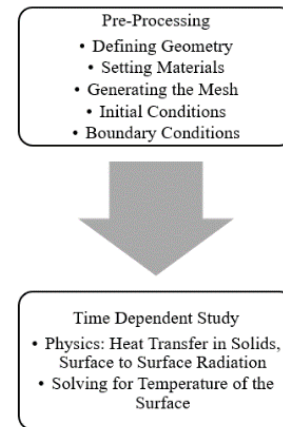 Pre-Processing
• Defining Geometry
• Setting Materials
• Generating the Mesh
• Initial Conditions
• Boundary Conditions
Time Dependent Study
• Physics: Heat Transfer in Solids,
Surface to Surface Radiation
• Solving for Temperature of the
Surface